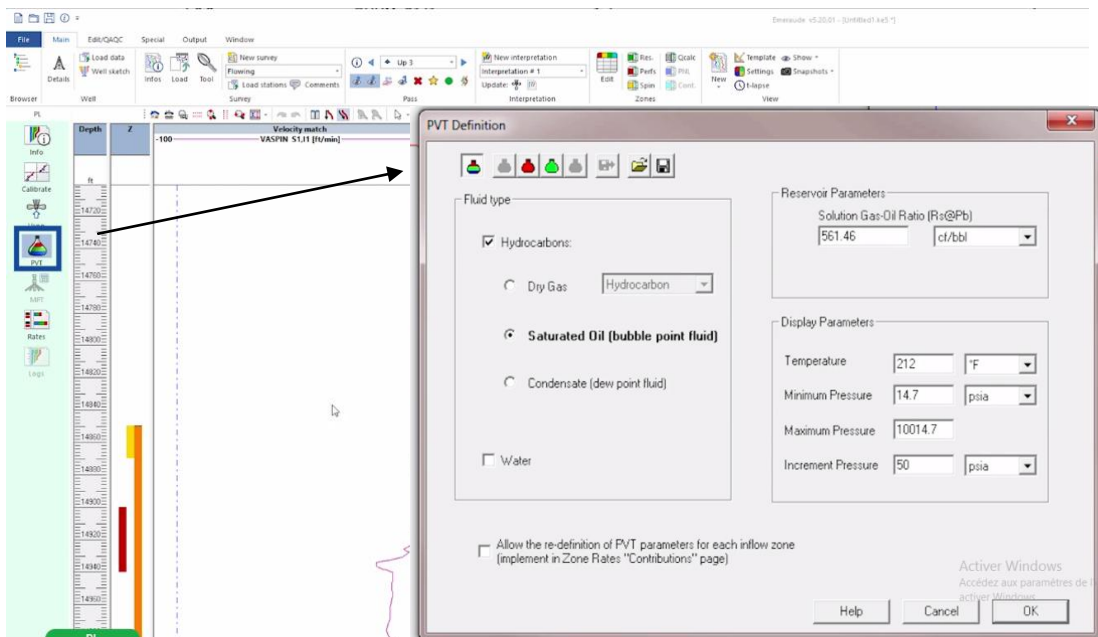 Emeraude v5.20.01 - [Untitled1.ke5 *]
File Main Edit/QAQC Special Output Window
Load data
Well sketch
Details
Infos Load Tool
New survey
Flowing
Load stations Comments
Up 3
New interpretation
Interpretation # 1
Update:
Edit
Res. Qcalc
Perfs PHL
Spin Cont.
New
Template Show
Settings Snapshots
t-lapse
Browser Well Survey Pass Interpretation Zones View
PL
Info
Calibrate
PVT
MPT
Rates
Logs
Depth Z
ft
Velocity match
-100 VASPIN S1,I1 [ft/min]
14720
14740
14760
14780
14800
14820
14840
14860
14880
14900
14920
14940
14960
PL
PVT Definition
Fluid type
Hydrocarbons:
Dry Gas Hydrocarbon
Saturated Oil (bubble point fluid)
Condensate (dew point fluid)
Water
Reservoir Parameters
Solution Gas-Oil Ratio (Rs@Pb)
561.46 cf/bbl
Display Parameters
Temperature 212 °F
Minimum Pressure 14.7 psia
Maximum Pressure 10014.7
Increment Pressure 50 psia
Allow the re-definition of PVT parameters for each inflow zone
(implement in Zone Rates "Contributions" page)
Activer Windows
Accédez aux paramètres de l
activer Windows.
Help Cancel OK